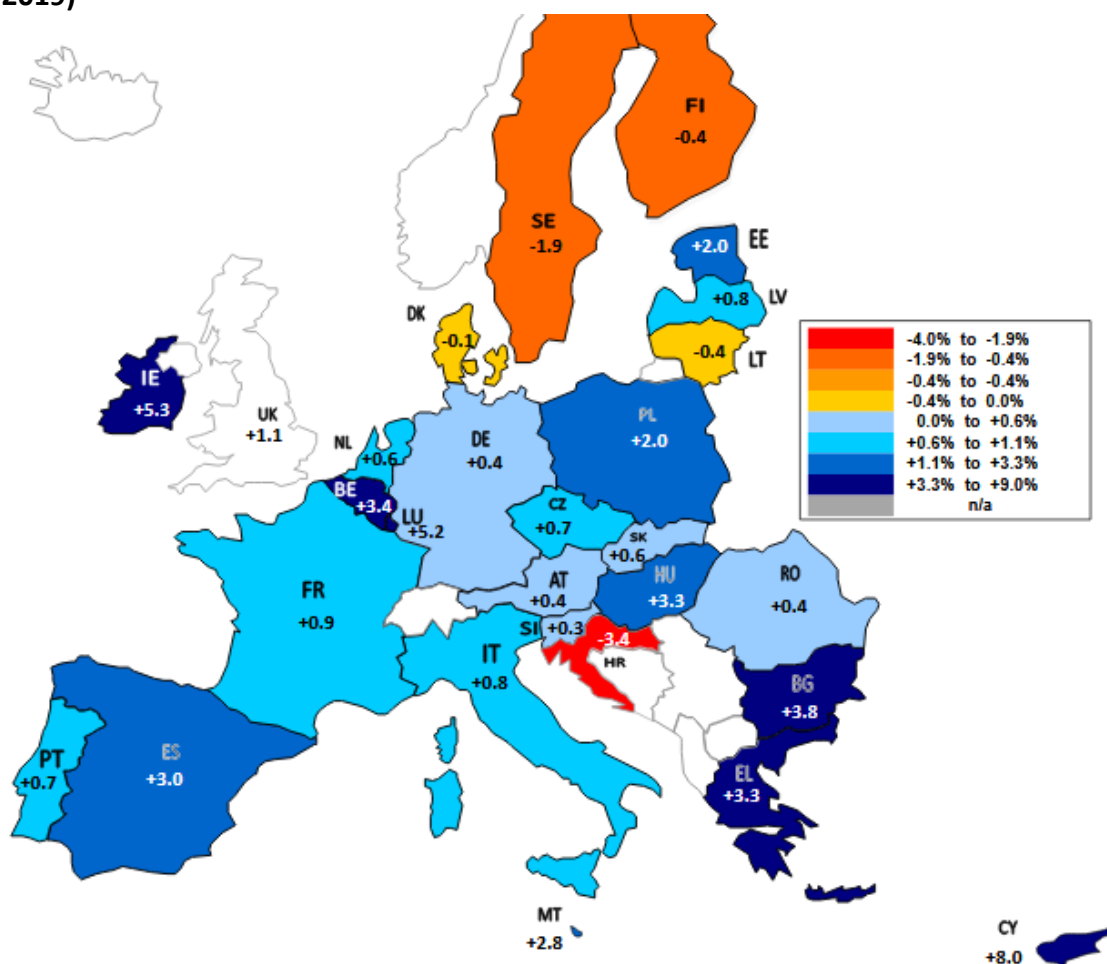 2019)
FI
-0.4
SE
-1.9
+2.0
EE
+0.8
LV
DK
-0.1
-0.4
LT
IE
+5.3
UK
+1.1
NL
+0.6
DE
+0.4
PL
+2.0
BE
+3.4
LU
+5.2
CZ
+0.7
SK
+0.6
FR
+0.9
AT
+0.4
HU
+3.3
RO
+0.4
SI
+0.3
-3.4
HR
IT
+0.8
BG
+3.8
PT
+0.7
ES
+3.0
EL
+3.3
MT
+2.8
CY
+8.0
-4.0% to -1.9%
-1.9% to -0.4%
-0.4% to -0.4%
-0.4% to 0.0%
0.0% to +0.6%
+0.6% to +1.1%
+1.1% to +3.3%
+3.3% to +9.0%
n/a